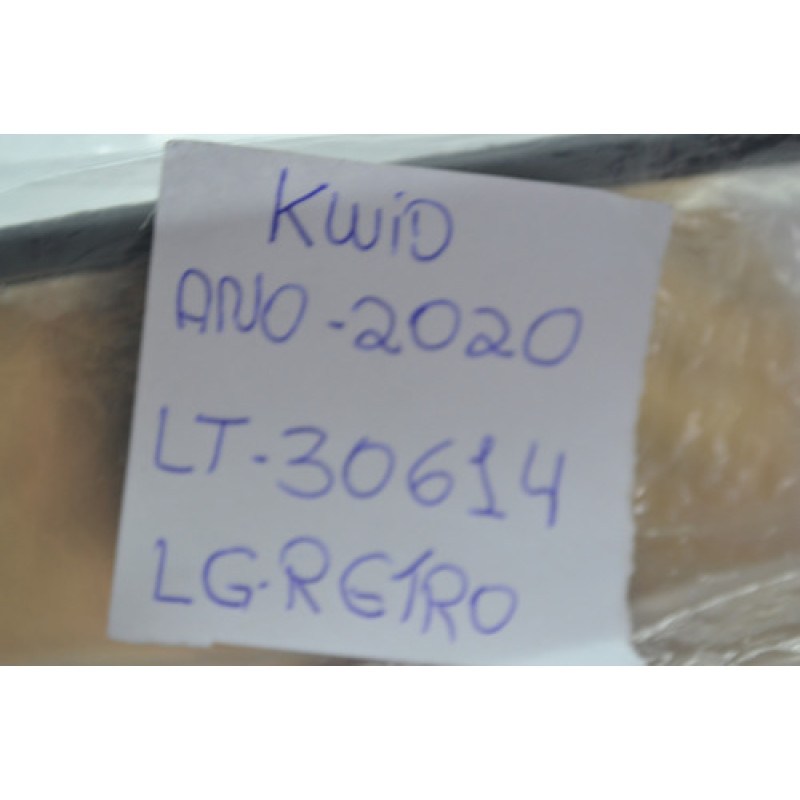 KWiD
ANO-2020
LT-30614
LG-RETRO